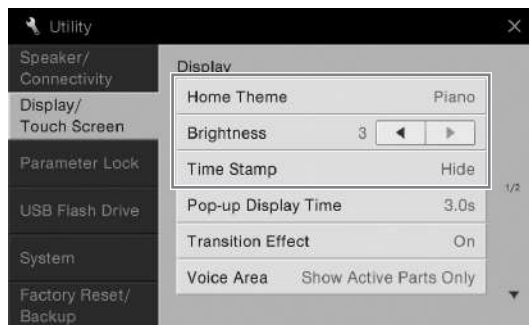 Utility
Speaker/
Connectivity
Display/
Touch Screen
Parameter Lock
USB Flash Drive
System
Factory Reset/
Backup
Display
Home Theme Piano
Brightness 3
Time Stamp Hide
Pop-up Display Time 3.0s
Transition Effect On
Voice Area Show Active Parts Only
1/2